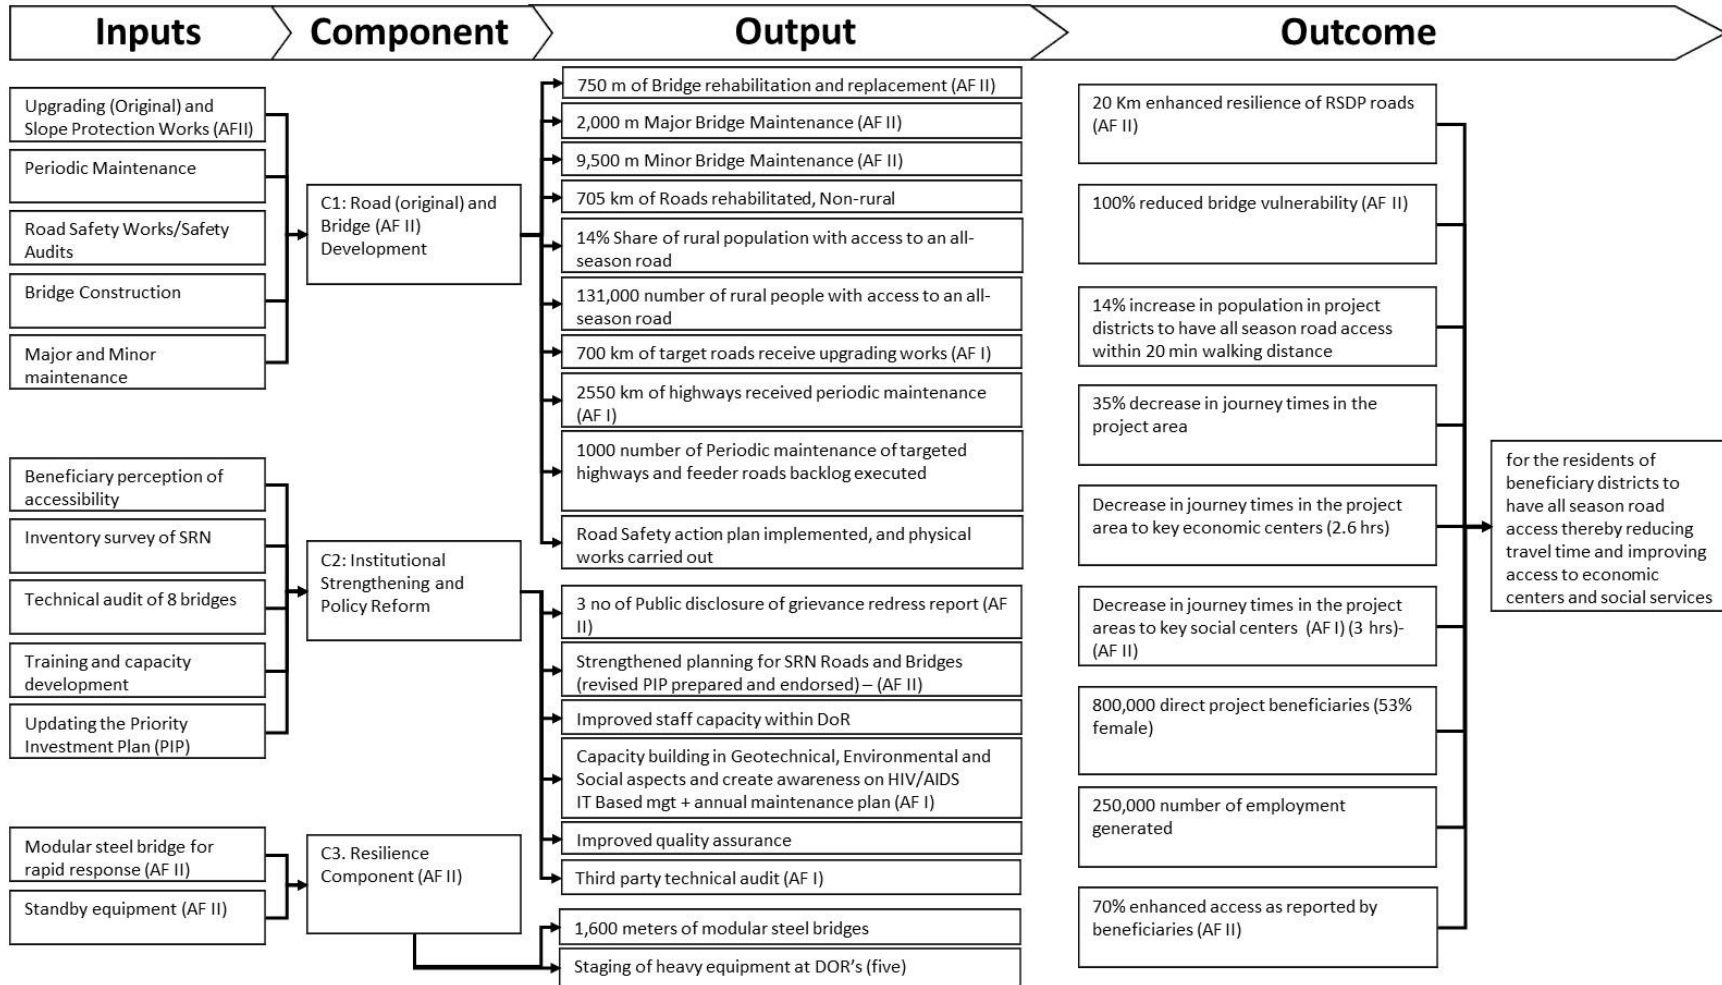 Inputs
Component
Output
Outcome
Upgrading (Original) and
Slope Protection Works (AFII)
Periodic Maintenance
Road Safety Works/Safety
Audits
Bridge Construction
Major and Minor
maintenance
Beneficiary perception of
accessibility
Inventory survey of SRN
Technical audit of 8 bridges
Training and capacity
development
Updating the Priority
Investment Plan (PIP)
Modular steel bridge for
rapid response (AF II)
Standby equipment (AF II)
C1: Road (original) and
Bridge (AF II)
Development
C2: Institutional
Strengthening and
Policy Reform
C3. Resilience
Component (AF II)
750 m of Bridge rehabilitation and replacement (AF II)
2,000 m Major Bridge Maintenance (AF II)
9,500 m Minor Bridge Maintenance (AF II)
705 km of Roads rehabilitated, Non-rural
14% Share of rural population with access to an all-
season road
131,000 number of rural people with access to an all-
season road
700 km of target roads receive upgrading works (AF I)
2550 km of highways received periodic maintenance
(AF I)
1000 number of Periodic maintenance of targeted
highways and feeder roads backlog executed
Road Safety action plan implemented, and physical
works carried out
3 no of Public disclosure of grievance redress report (AF
II)
Strengthened planning for SRN Roads and Bridges
(revised PIP prepared and endorsed) – (AF II)
Improved staff capacity within DoR
Capacity building in Geotechnical, Environmental and
Social aspects and create awareness on HIV/AIDS
IT Based mgt + annual maintenance plan (AF I)
Improved quality assurance
Third party technical audit (AF I)
1,600 meters of modular steel bridges
Staging of heavy equipment at DOR's (five)
20 Km enhanced resilience of RSDP roads
(AF II)
100% reduced bridge vulnerability (AF II)
14% increase in population in project
districts to have all season road access
within 20 min walking distance
35% decrease in journey times in the
project area
Decrease in journey times in the project
area to key economic centers (2.6 hrs)
Decrease in journey times in the project
areas to key social centers (AF I) (3 hrs)-
(AF II)
800,000 direct project beneficiaries (53%
female)
250,000 number of employment
generated
70% enhanced access as reported by
beneficiaries (AF II)
for the residents of
beneficiary districts to
have all season road
access thereby reducing
travel time and improving
access to economic
centers and social services